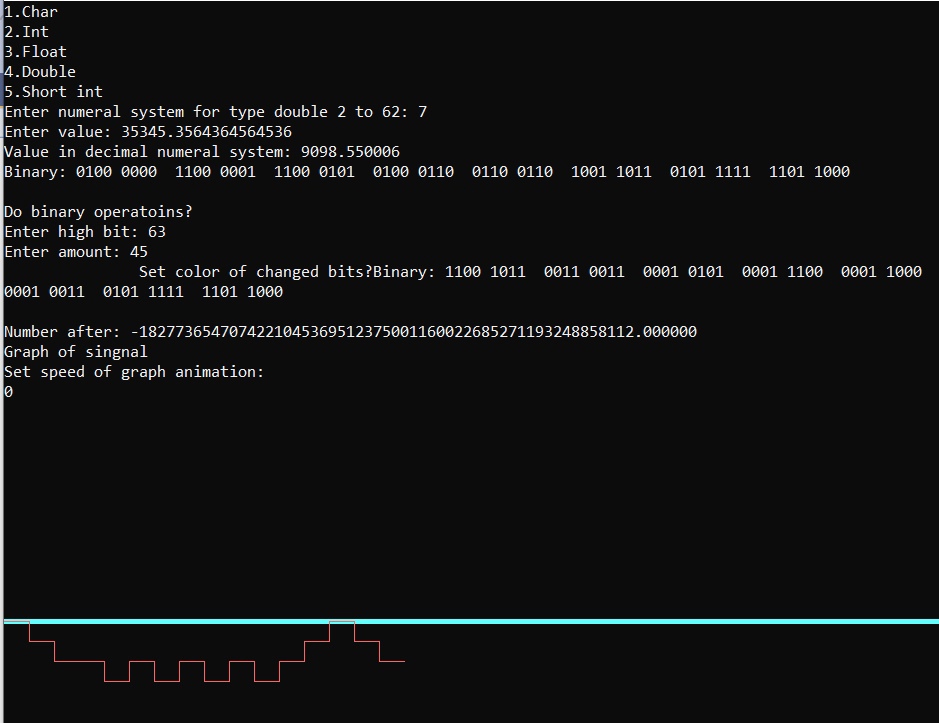 1.Char
2.Int
3.Float
4.Double
5.Short int
Enter numeral system for type double 2 to 62: 7
Enter value: 35345.3564364564536
Value in decimal numeral system: 9098.550006
Binary: 0100 0000  1100 0001  1100 0101  0100 0110  0110 0110  1001 1011  0101 1111  1101 1000
Do binary operatoins?
Enter high bit: 63
Enter amount: 45
Set color of changed bits?Binary: 1100 1011  0011 0011  0001 0101  0001 1100  0001 1000
0001 0011  0101 1111  1101 1000
Number after: -1827736547074221045369512375001160022685271193248858112.000000
Graph of singnal
Set speed of graph animation:
0